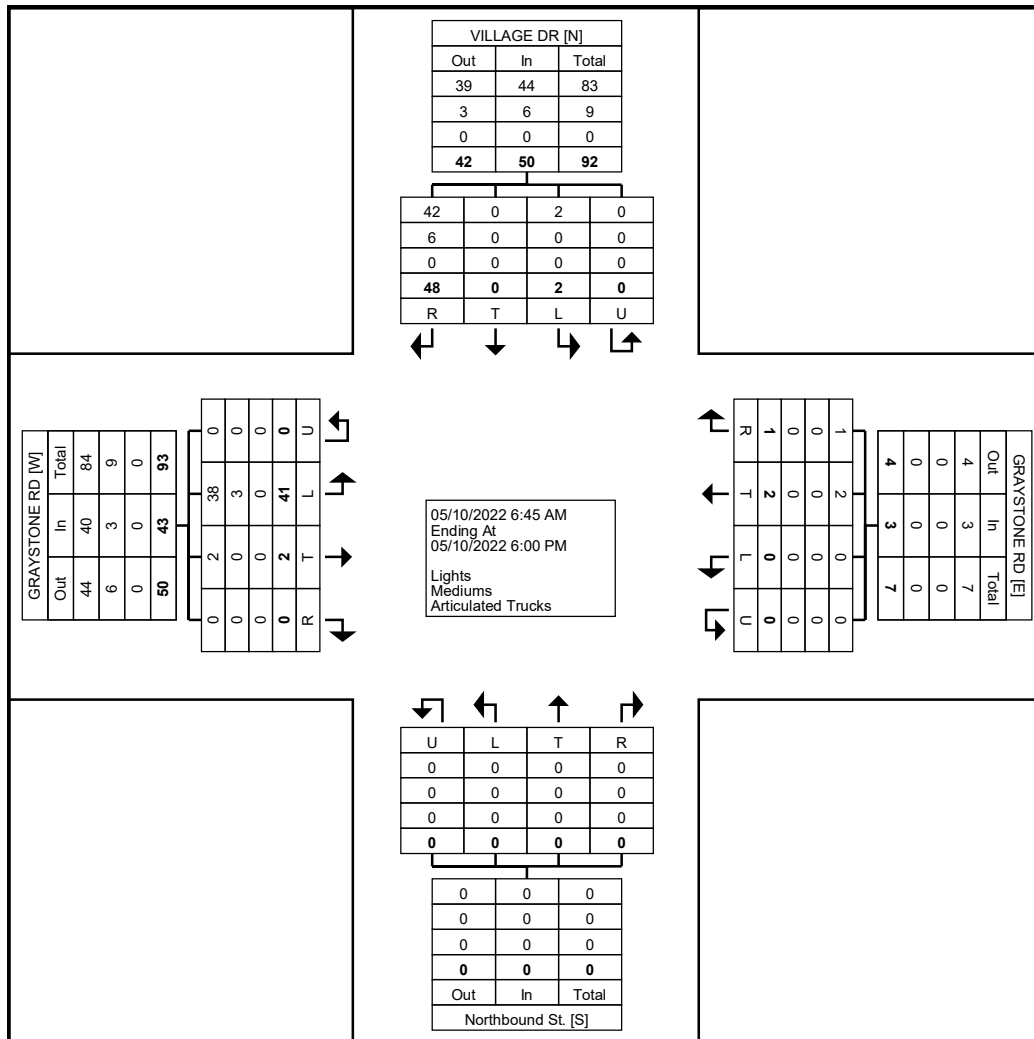 VILLAGE DR [N]
Out In Total
39 44 83
3 6 9
0 0 0
42 50 92
42 0 2 0
6 0 0 0
0 0 0 0
48 0 2 0
R T L U
GRAYSTONE RD [W]
Out In Total
44 40 84
6 3 9
0 0 0
50 43 93
0 2 38 0
0 0 3 0
0 0 0 0
0 2 41 0
R T L U
05/10/2022 6:45 AM
Ending At
05/10/2022 6:00 PM
Lights
Mediums
Articulated Trucks
GRAYSTONE RD [E]
Out In Total
4 3 7
0 0 0
0 0 0
4 3 7
1 2 0 0
0 0 0 0
0 0 0 0
1 2 0 0
R T L U
U L T R
0 0 0 0
0 0 0 0
0 0 0 0
0 0 0 0
0 0 0
0 0 0
0 0 0
0 0 0
Out In Total
Northbound St. [S]